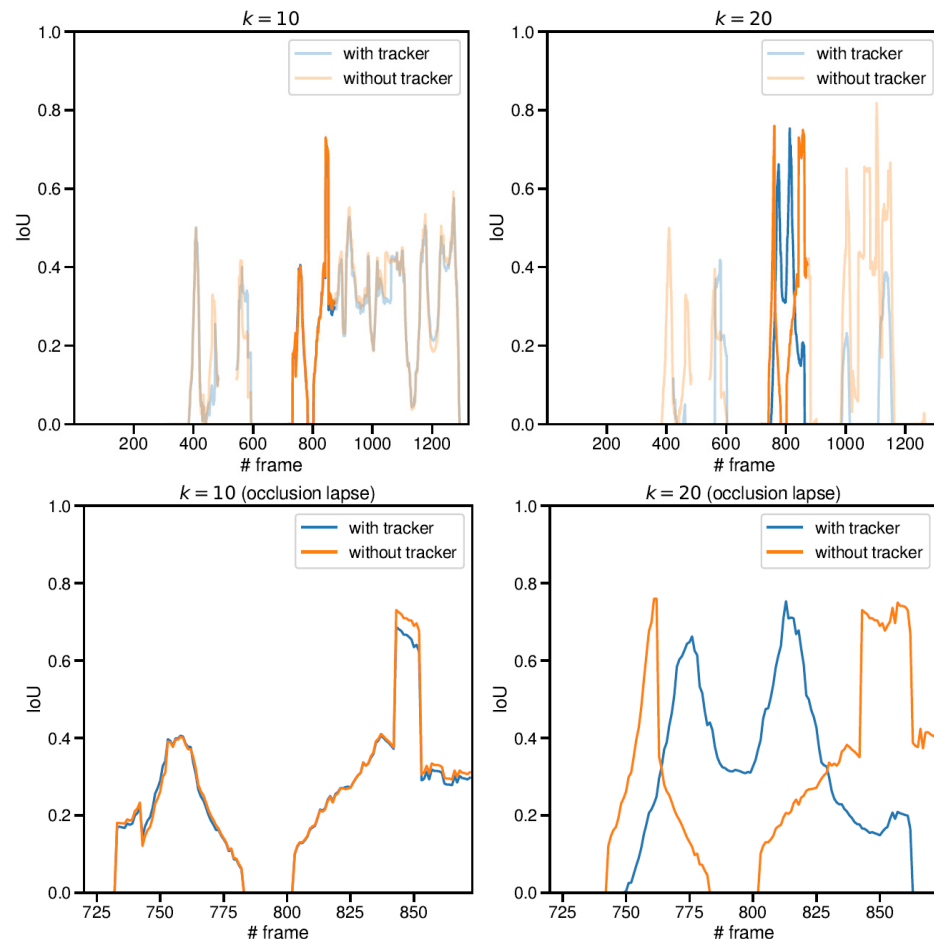 k = 10
1.0
0.8
0.6
0.4
0.2
0.0
IoU
with tracker
without tracker
200 400 600 800 1000 1200
# frame
k = 20
1.0
0.8
0.6
0.4
0.2
0.0
IoU
with tracker
without tracker
200 400 600 800 1000 1200
# frame
k = 10 (occlusion lapse)
1.0
0.8
0.6
0.4
0.2
0.0
IoU
with tracker
without tracker
725 750 775 800 825 850
# frame
k = 20 (occlusion lapse)
1.0
0.8
0.6
0.4
0.2
0.0
IoU
with tracker
without tracker
725 750 775 800 825 850
# frame